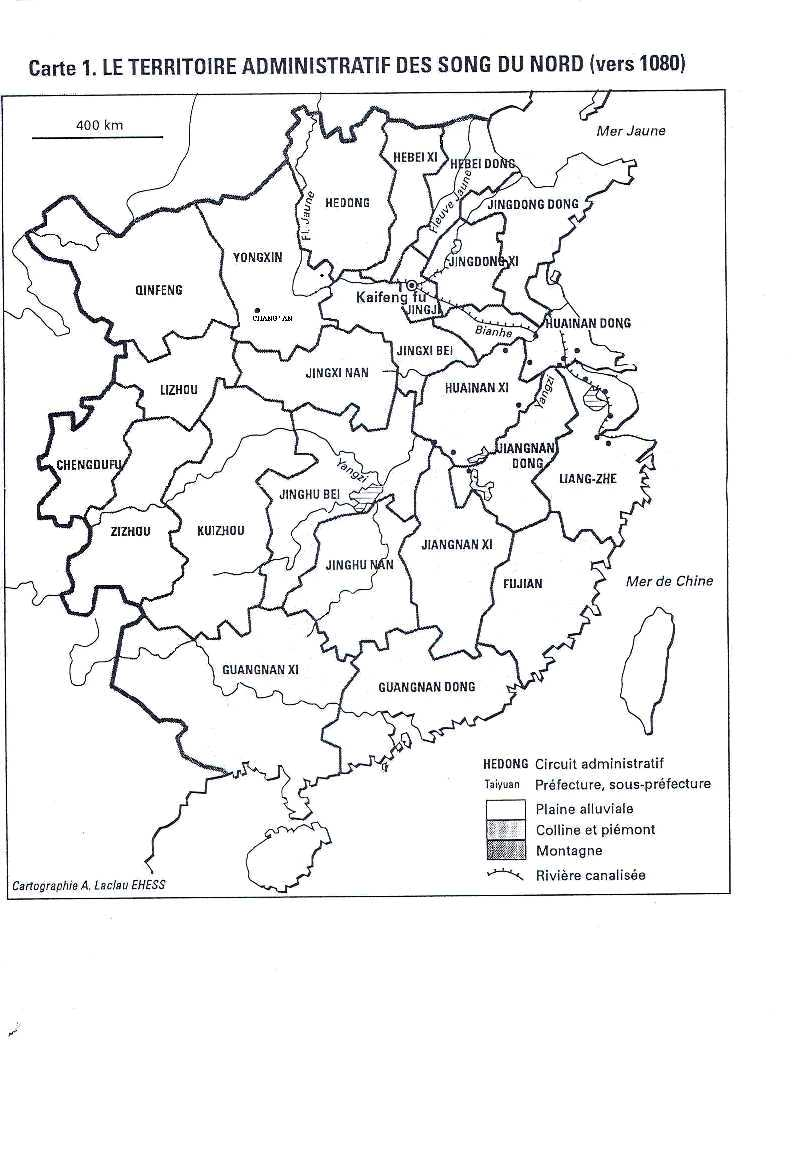 Carte 1. LE TERRITOIRE ADMINISTRATIF DES SONG DU NORD (vers 1080)
400 km
Mer Jaune
HEBEI XI
HEBEI DONG
HEDONG
Fl. Jaune
Fleuve Jaune
JINGDONG DONG
YONGXIN
JINGDONG XI
QINFENG
Kaifeng fu
JINGJI
CHANG'AN
HUAINAN DONG
Bianhe
JINGXI BEI
JINGXI NAN
LIZHOU
HUAINAN XI
Yangzi
CHENGDUFU
JIANGNAN
DONG
Yangzi
LIANG-ZHE
JINGHU BEI
ZIZHOU
KUIZHOU
JIANGNAN XI
JINGHU NAN
FUJIAN
Mer de Chine
GUANGNAN XI
GUANGNAN DONG
HEDONG Circuit administratif
Taiyuan Préfecture, sous-préfecture
Plaine alluviale
Colline et piémont
Montagne
Rivière canalisée
Cartographie A. Laclau EHESS